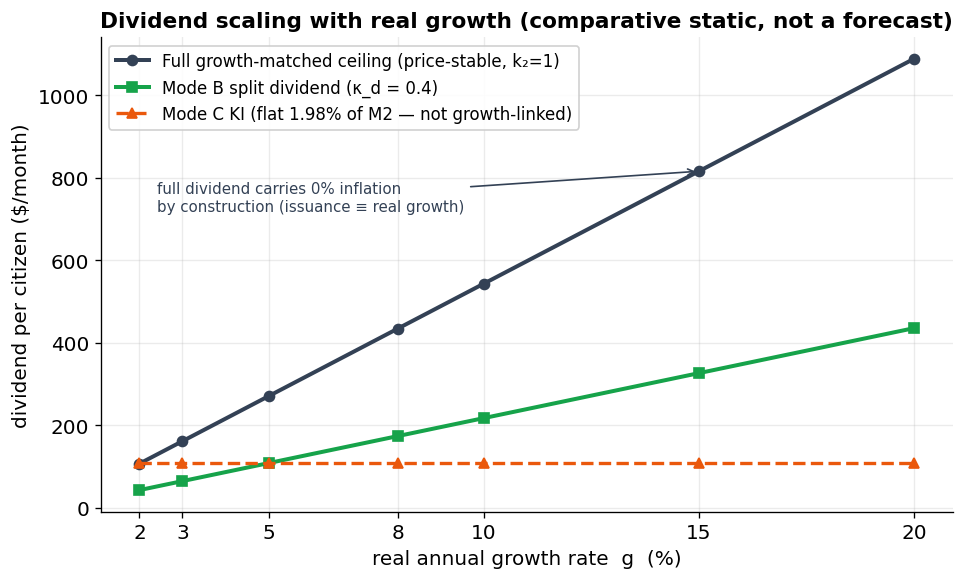 Dividend scaling with real growth (comparative static, not a forecast)
Full growth-matched ceiling (price-stable, k₂=1)
Mode B split dividend (κ_d = 0.4)
Mode C KI (flat 1.98% of M2 — not growth-linked)
full dividend carries 0% inflation
by construction (issuance ≡ real growth)
dividend per citizen ($/month)
1000
800
600
400
200
0
2 3 5 8 10 15 20
real annual growth rate g (%)